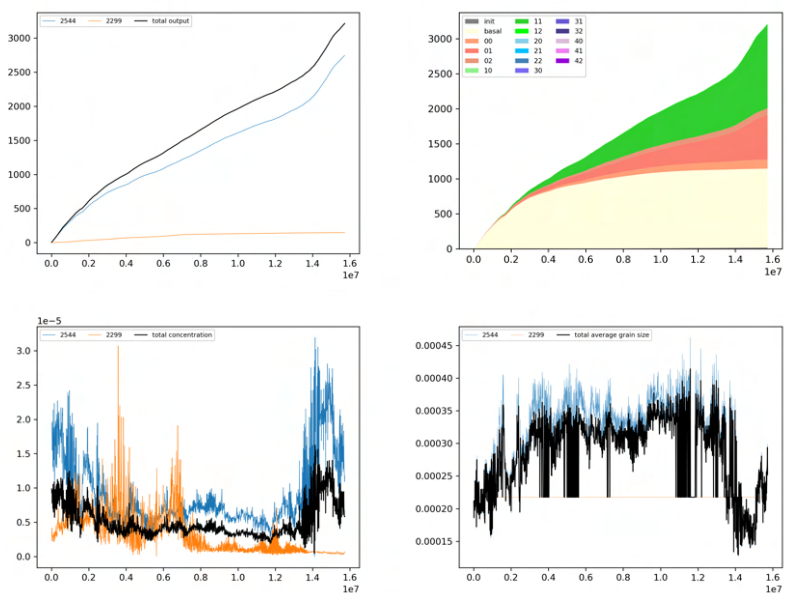 2544 2299 total output
3000
2500
2000
1500
1000
500
0
0.0 0.2 0.4 0.6 0.8 1.0 1.2 1.4 1.6
1e7
init 11 31
basal 12 32
00 20 40
01 21 41
02 22 42
10 30
3000
2500
2000
1500
1000
500
0
0.0 0.2 0.4 0.6 0.8 1.0 1.2 1.4 1.6
1e7
1e−5
2544 2299 total concentration
3.0
2.5
2.0
1.5
1.0
0.5
0.0
0.0 0.2 0.4 0.6 0.8 1.0 1.2 1.4 1.6
1e7
2544 2299 total average grain size
0.00045
0.00040
0.00035
0.00030
0.00025
0.00020
0.00015
0.0 0.2 0.4 0.6 0.8 1.0 1.2 1.4 1.6
1e7